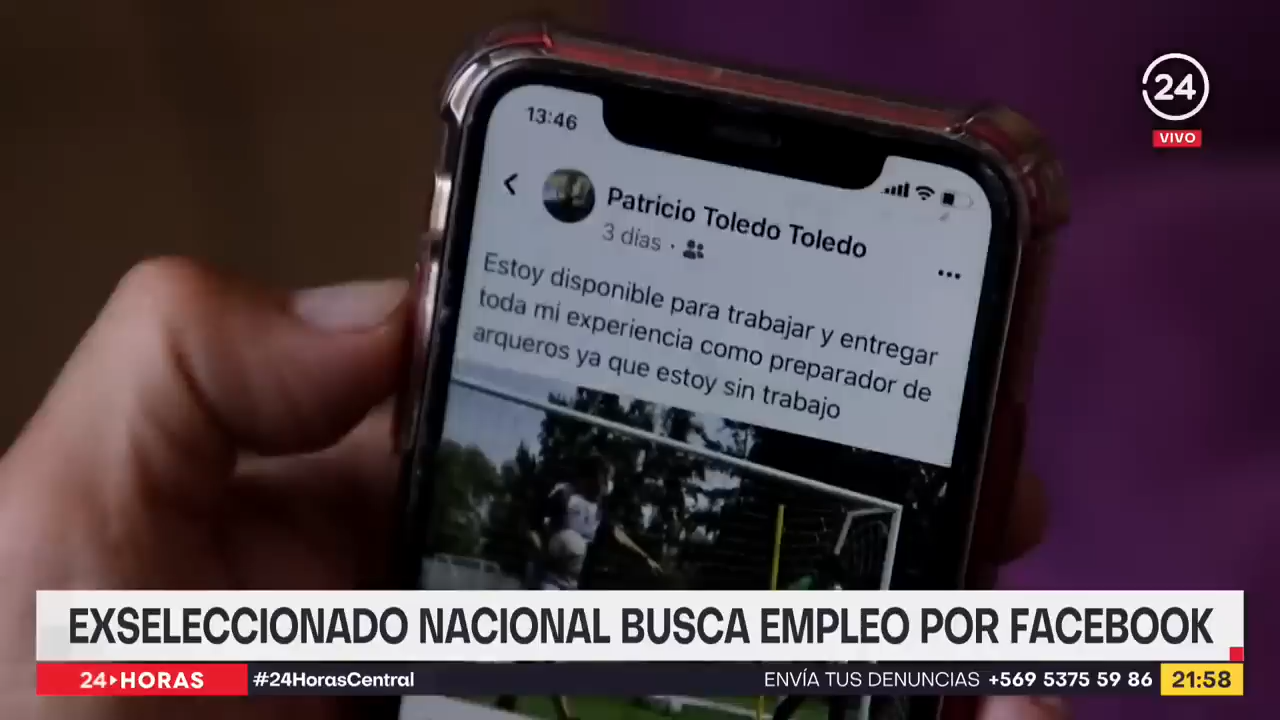 24
VIVO
13:46
Patricio Toledo Toledo
3 días ·
Estoy disponible para trabajar y entregar
toda mi experiencia como preparador de
arqueros ya que estoy sin trabajo
EXSELECCIONADO NACIONAL BUSCA EMPLEO POR FACEBOOK
24 HORAS #24HorasCentral ENVÍA TUS DENUNCIAS +569 5375 59 86 21:58